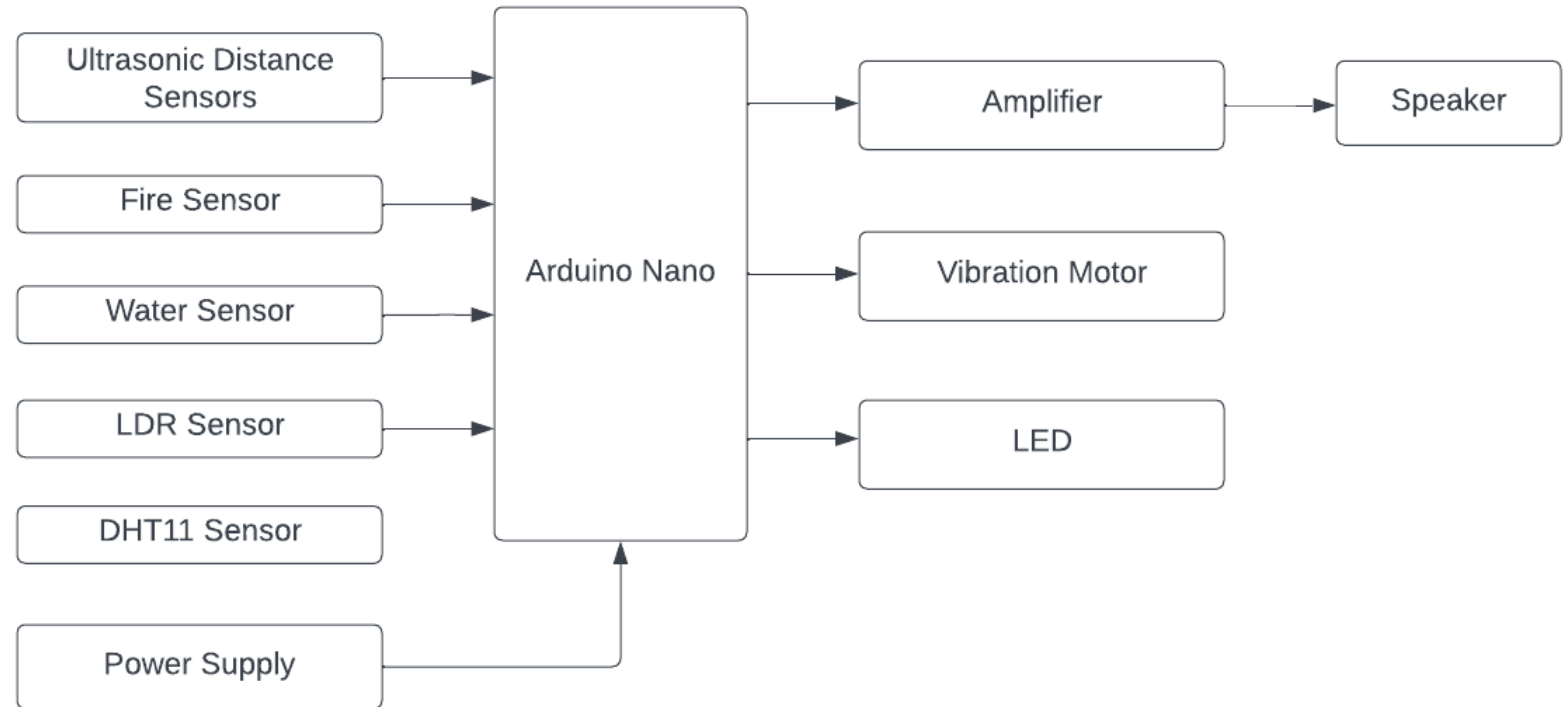 Ultrasonic Distance
Sensors
Fire Sensor
Water Sensor
LDR Sensor
DHT11 Sensor
Power Supply
Arduino Nano
Amplifier
Speaker
Vibration Motor
LED